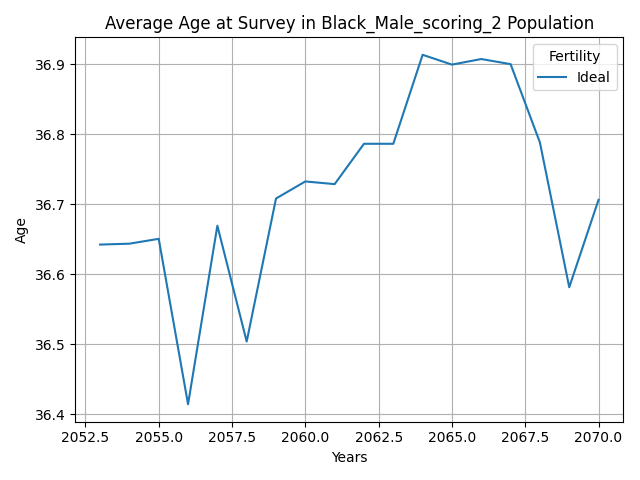 Average Age at Survey in Black_Male_scoring_2 Population
Fertility
Ideal
36.9
36.8
36.7
36.6
36.5
36.4
Age
2052.5 2055.0 2057.5 2060.0 2062.5 2065.0 2067.5 2070.0
Years